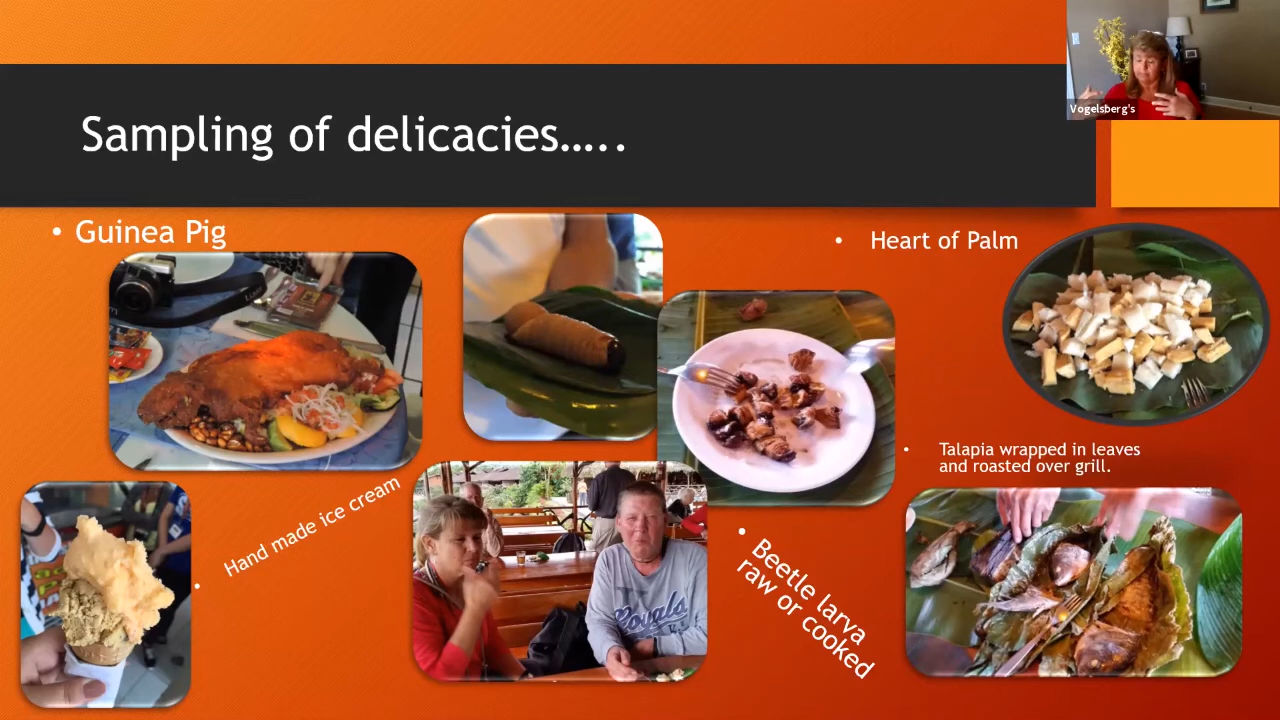 Vogelsberg's
Sampling of delicacies…..
• Guinea Pig
• Heart of Palm
• Talapia wrapped in leaves
and roasted over grill.
• Hand made ice cream
• Beetle larva
raw or cooked
Royals